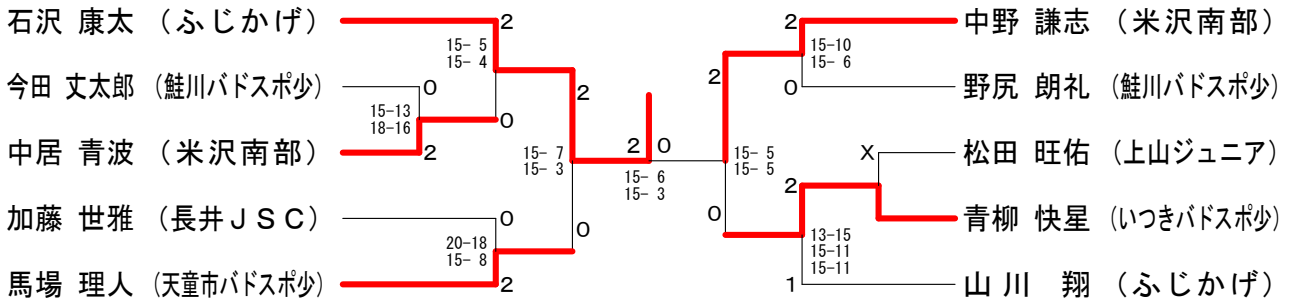 石沢 康太 （ふじかげ）
今田 丈太郎 （鮭川バドスポ少）
中居 青波 （米沢南部）
加藤 世雅 （長井ＪＳＣ）
馬場 理人 （天童市バドスポ少）
2
15- 5
15- 4
0
15-13
18-16
0
2
2
15- 7
15- 3
0
20-18
15- 8
0
2
2 0
15- 6
15- 3
2
15- 5
15- 5
0
2
15-10
15- 6
0
X
2
13-15
15-11
15-11
1
中野 謙志 （米沢南部）
野尻 朗礼 （鮭川バドスポ少）
松田 旺佑 （上山ジュニア）
青柳 快星 （いつきバドスポ少）
山川 翔 （ふじかげ）